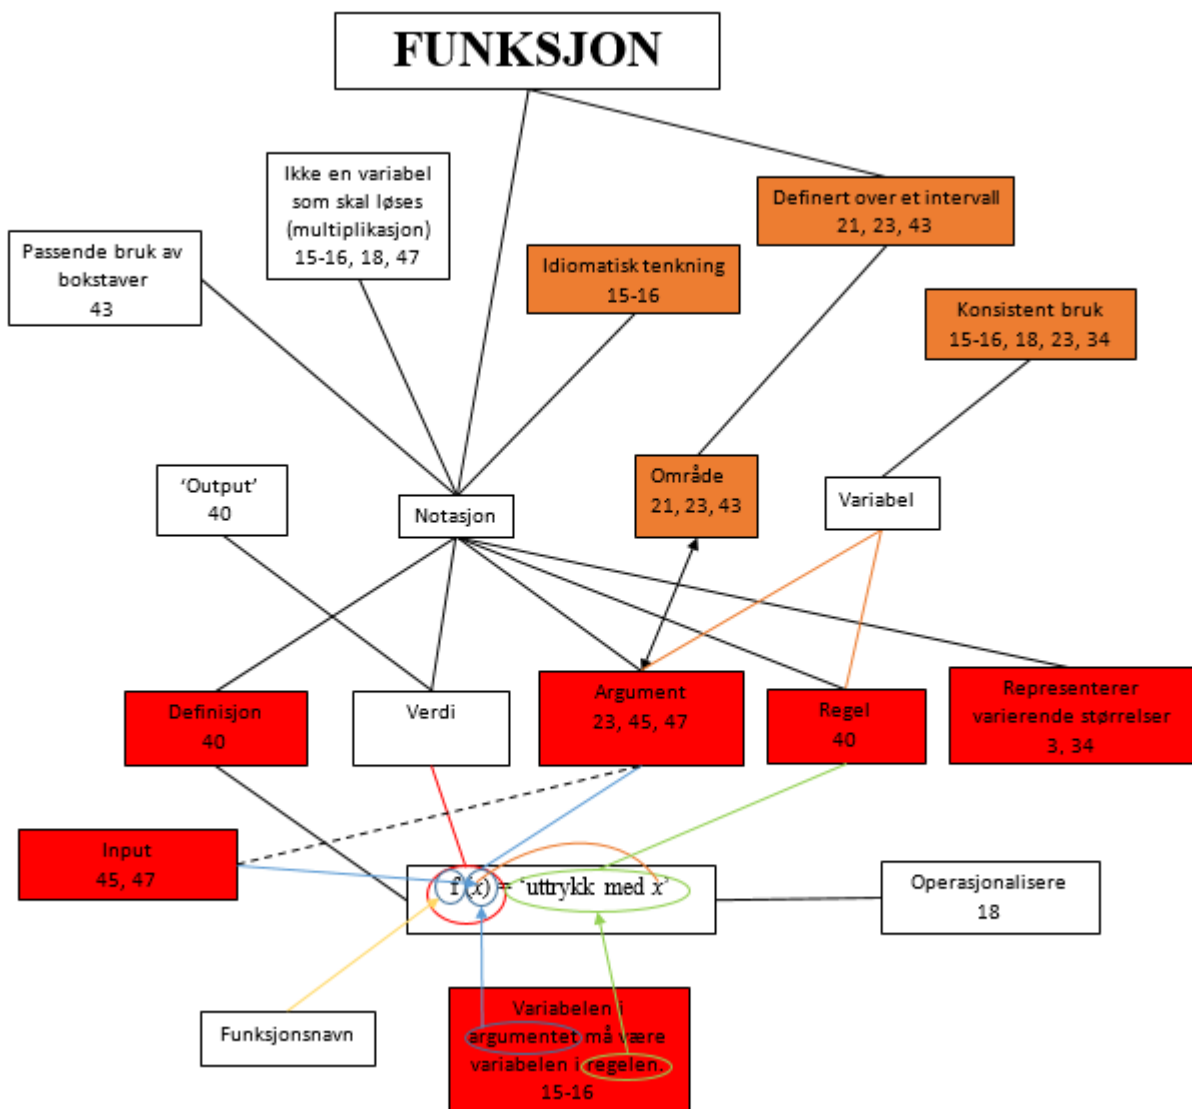 FUNKSJON
Ikke en variabel
som skal løses
(multiplikasjon)
15-16, 18, 47
Definert over et intervall
21, 23, 43
Passende bruk av
bokstaver
43
Idiomatisk tenkning
15-16
Konsistent bruk
15-16, 18, 23, 34
'Output'
40
Notasjon
Område
21, 23, 43
Variabel
Definisjon
40
Verdi
Argument
23, 45, 47
Regel
40
Representerer
varierende størrelser
3, 34
Input
45, 47
f (x) = 'uttrykk med x'
Operasjonalisere
18
Funksjonsnavn
Variabelen i
argumentet må være
variabelen i regelen.
15-16